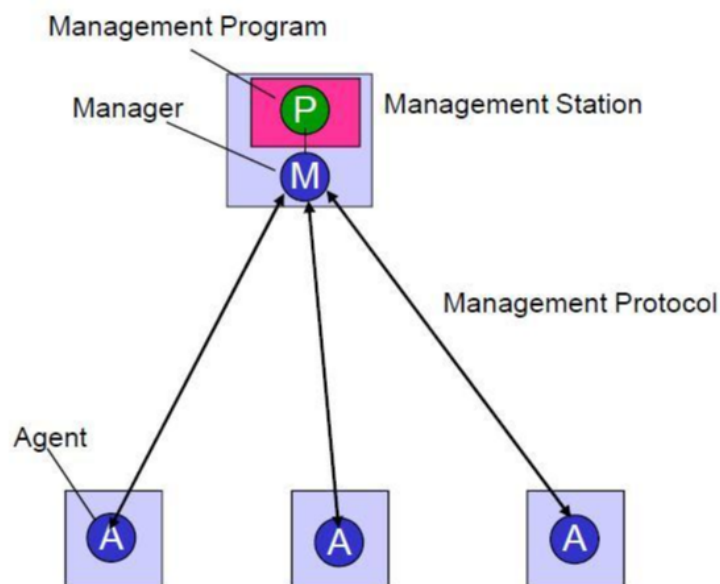 Management Program
P
Manager
Management Station
M
Management Protocol
Agent
A
A
A